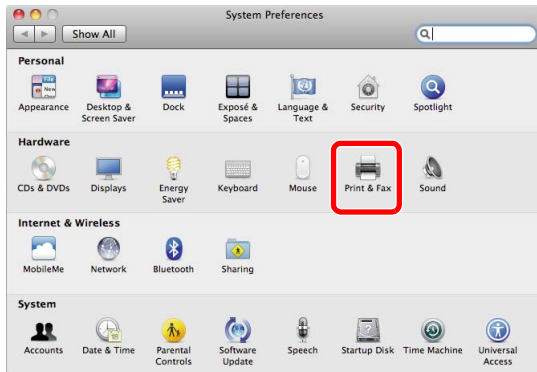 System Preferences
Show All
Personal
File
New
Appearance Desktop & Screen Saver Dock Exposé & Spaces Language & Text Security Spotlight
Hardware
CDs & DVDs Displays Energy Saver Keyboard Mouse Print & Fax Sound
Internet & Wireless
MobileMe Network Bluetooth Sharing
System
Accounts Date & Time Parental Controls Software Update Speech Startup Disk Time Machine Universal Access